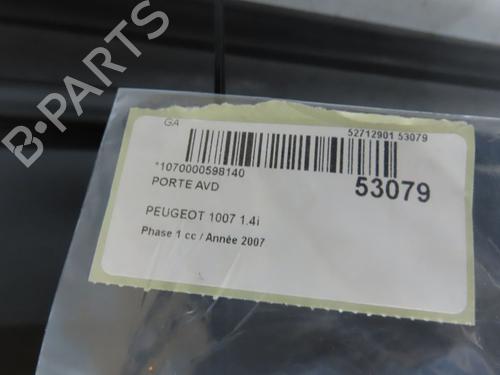 GA
52712901 53079
*1070000598140
PORTE AVD
53079
PEUGEOT 1007 1.4i
Phase 1 cc / Année 2007
B-PARTS